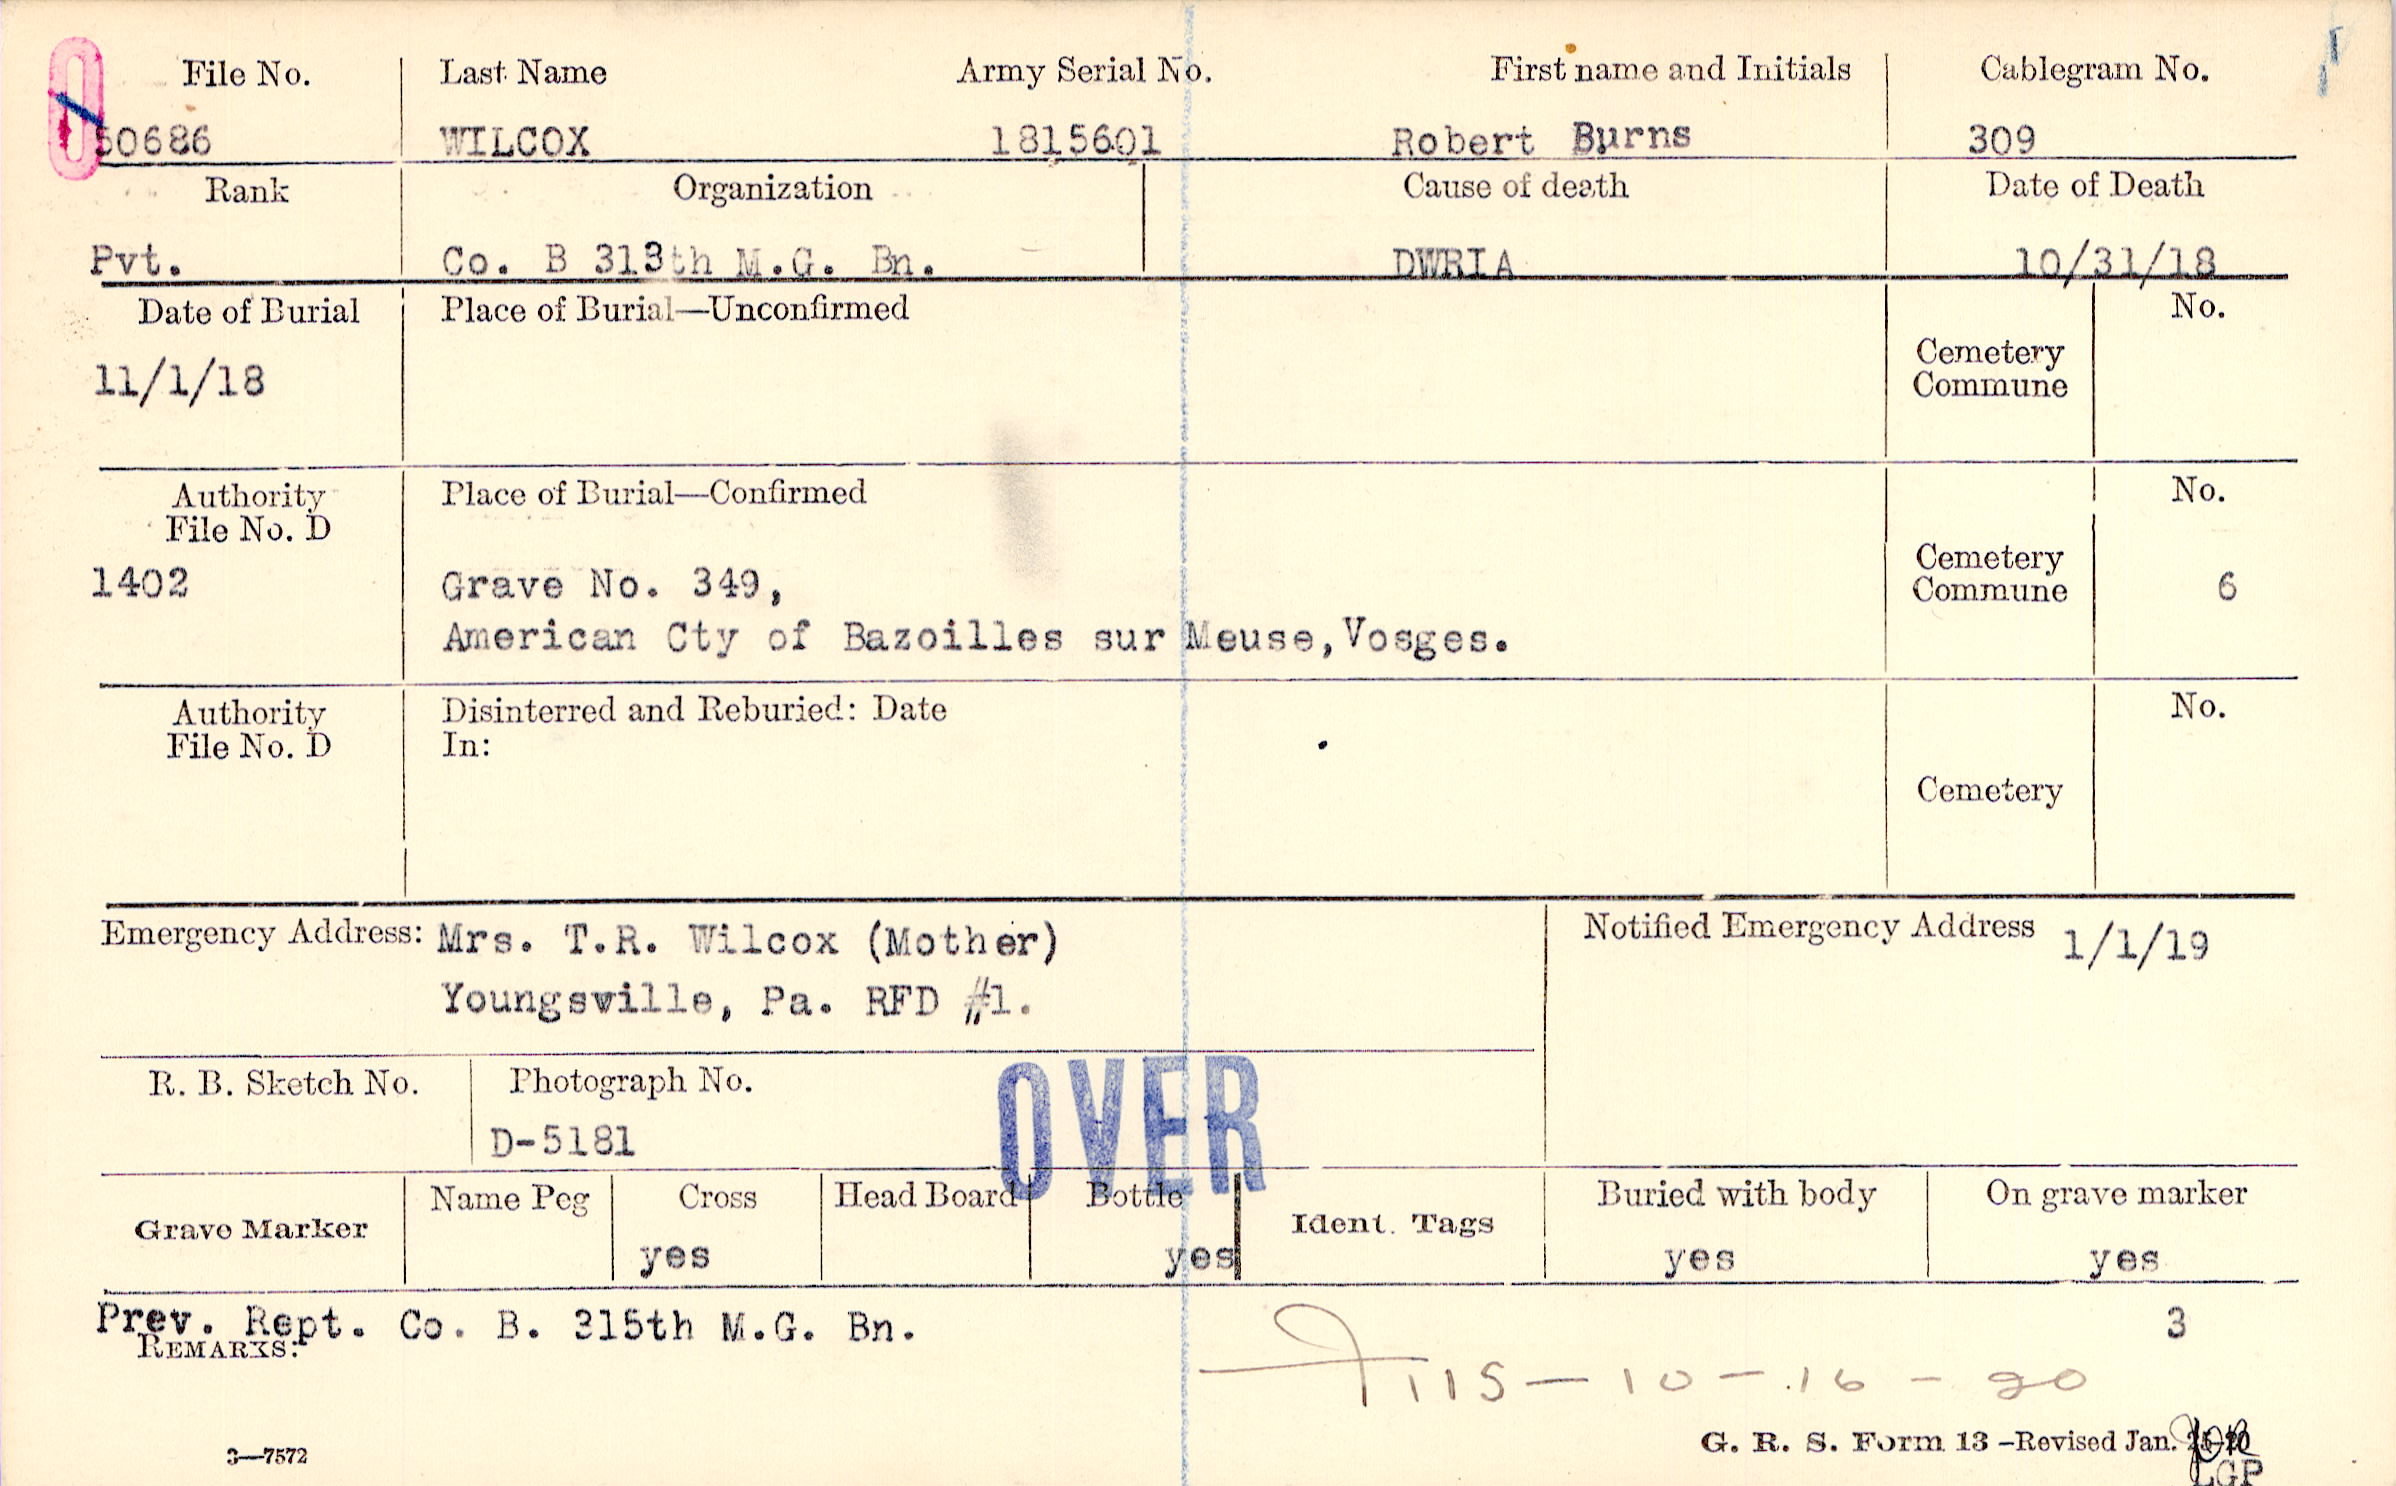 File No. Last Name Army Serial No. First name and Initials Cablegram No.
50686 WILCOX 1815601 Robert Burns 309
Rank Organization Cause of death Date of Death
Pvt. Co. B 313th M.G. Bn. DWRIA 10/31/18
Date of Burial Place of Burial—Unconfirmed No.
Cemetery
Commune
11/1/18
Authority Place of Burial—Confirmed No.
File No. D
Cemetery
Commune
1402 Grave No. 349, 6
American Cty of Bazoilles sur Meuse, Vosges.
Authority Disinterred and Reburied: Date No.
File No. D In:
Cemetery
Emergency Address: Mrs. T.R. Wilcox (Mother) Notified Emergency Address 1/1/19
Youngsville, Pa. RFD #1.
R. B. Sketch No. Photograph No.
D-5181
OVER
Name Peg Cross Head Board Bottle Buried with body On grave marker
Grave Marker Ident. Tags
yes yes yes yes
Prev. Rept. Co. B. 315th M.G. Bn. 3
REMARKS:
115 - 10 - 16 - 20
3—7572 G. R. S. Form 13 -Revised Jan.
LGP